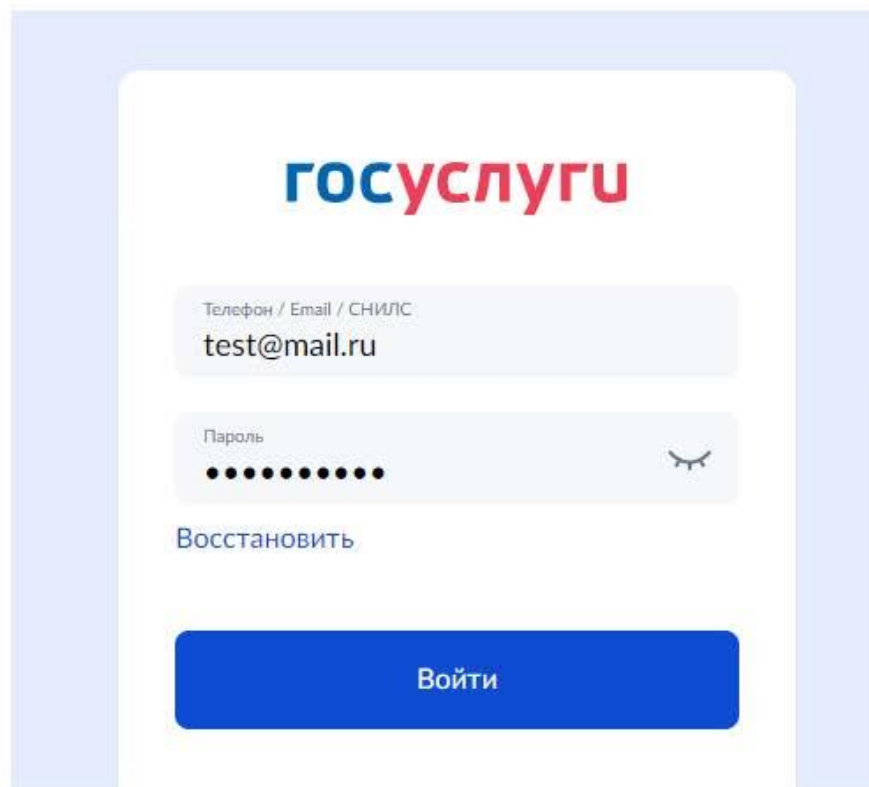 госуслуги
Телефон / Email / СНИЛС
test@mail.ru
Пароль
••••••••••
Восстановить
Войти